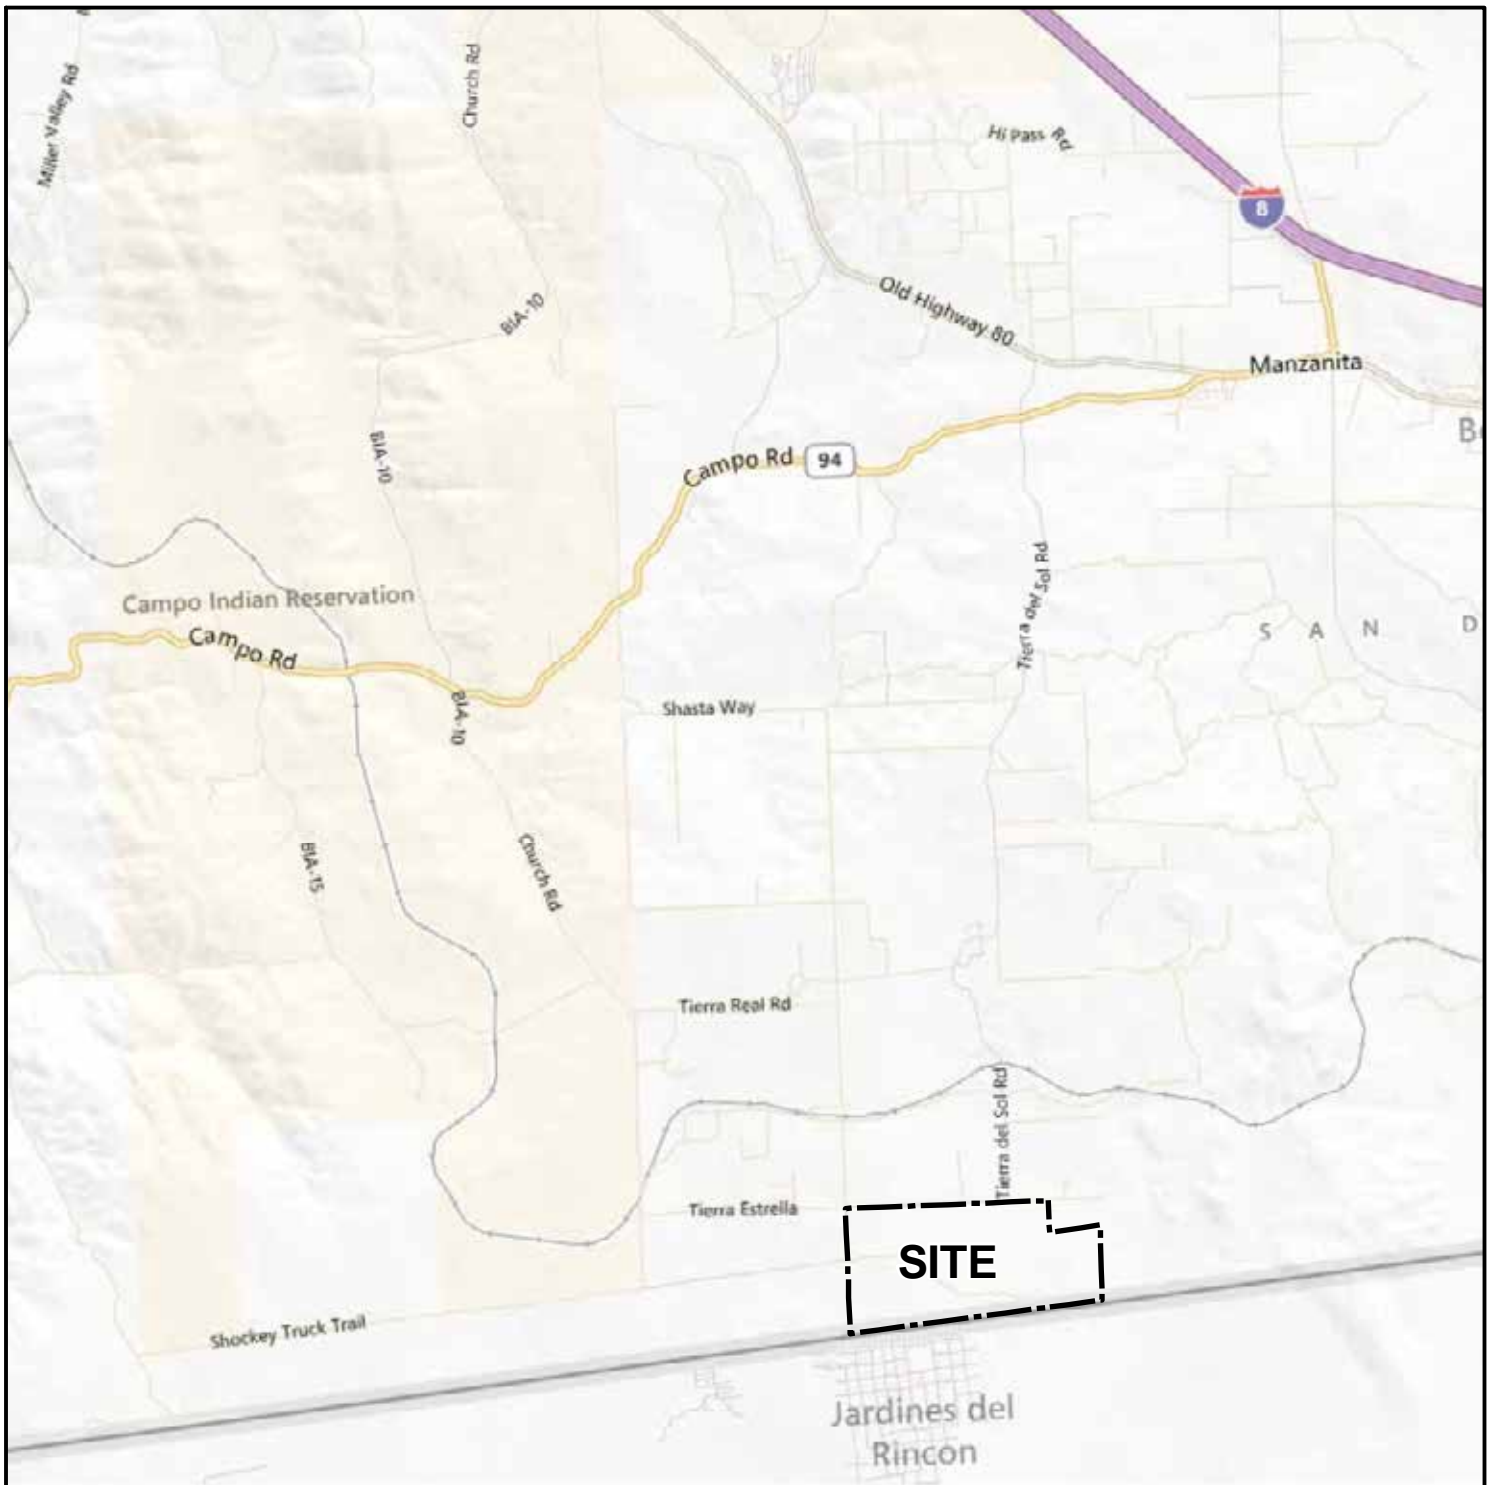 Miller Valley Rd
Church Rd
Hi Pass Rd
8
BIA-10
Old Highway 80
Manzanita
BIA-10
Campo Rd
94
Tierra del Sol Rd
Campo Indian Reservation
Campo Rd
S A N D
BIA-10
Shasta Way
BIA-15
Church Rd
Tierra Real Rd
Tierra del Sol Rd
Tierra Estrella
SITE
Shockey Truck Trail
Jardines del
Rincón